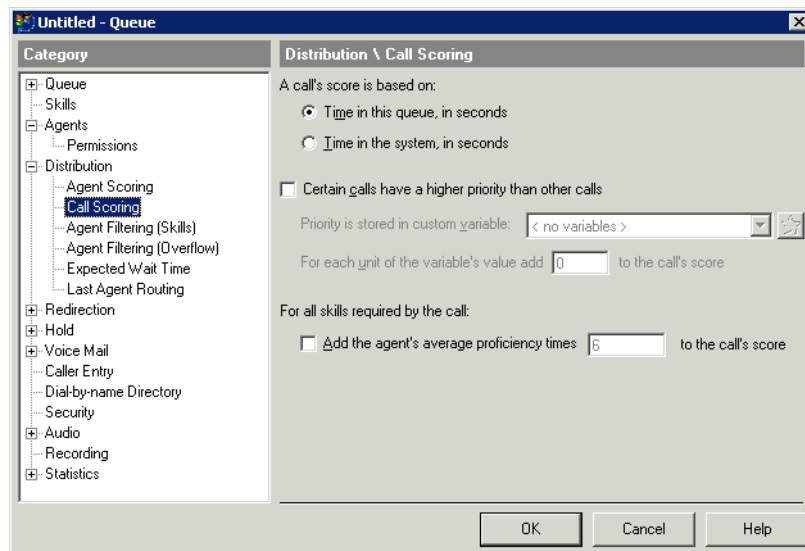 Untitled - Queue
Category
Queue
Skills
Agents
Permissions
Distribution
Agent Scoring
Call Scoring
Agent Filtering (Skills)
Agent Filtering (Overflow)
Expected Wait Time
Last Agent Routing
Redirection
Hold
Voice Mail
Caller Entry
Dial-by-name Directory
Security
Audio
Recording
Statistics
Distribution \ Call Scoring
A call's score is based on:
Time in this queue, in seconds
Time in the system, in seconds
Certain calls have a higher priority than other calls
Priority is stored in custom variable: < no variables >
For each unit of the variable's value add 0 to the call's score
For all skills required by the call:
Add the agent's average proficiency times 6 to the call's score
OK Cancel Help